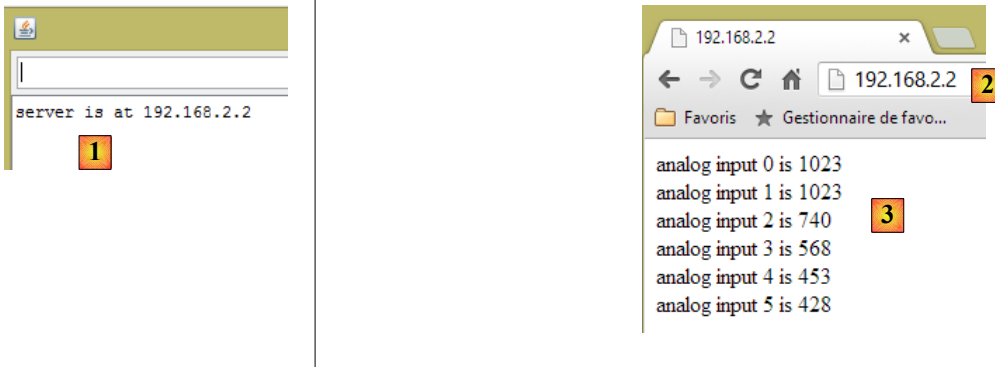 server is at 192.168.2.2
1
192.168.2.2
192.168.2.2
2
Favoris Gestionnaire de favo...
analog input 0 is 1023
analog input 1 is 1023
analog input 2 is 740
3
analog input 3 is 568
analog input 4 is 453
analog input 5 is 428